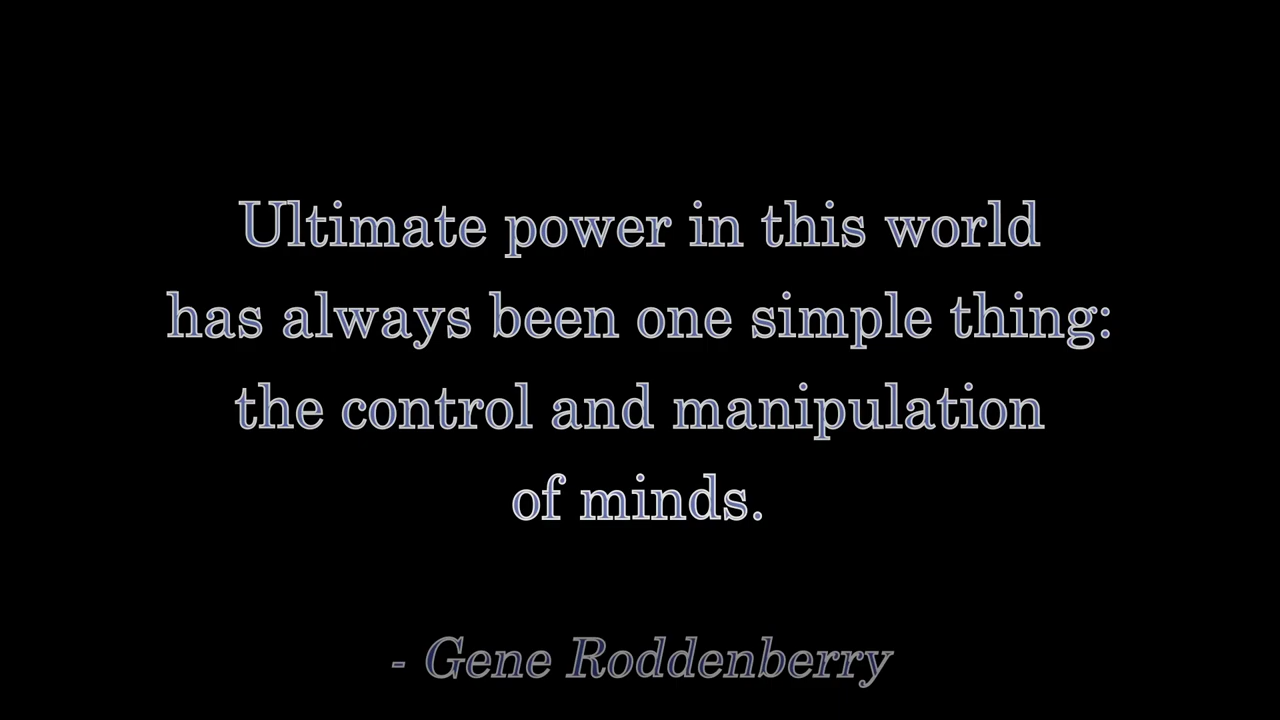 Ultimate power in this world
has always been one simple thing:
the control and manipulation
of minds.
- Gene Roddenberry